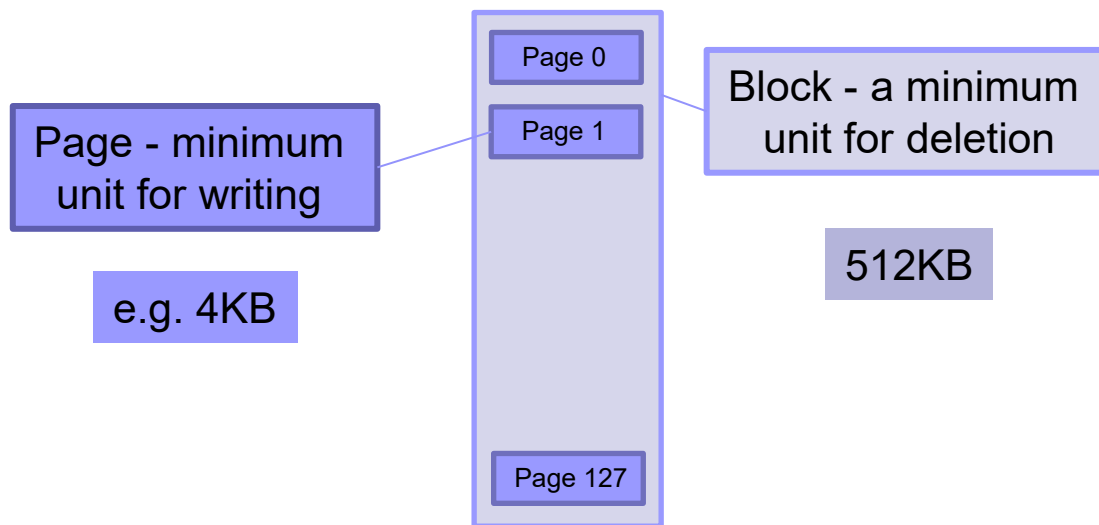 Page 0
Page 1
Page 127
Page - minimum
unit for writing
e.g. 4KB
Block - a minimum
unit for deletion
512KB